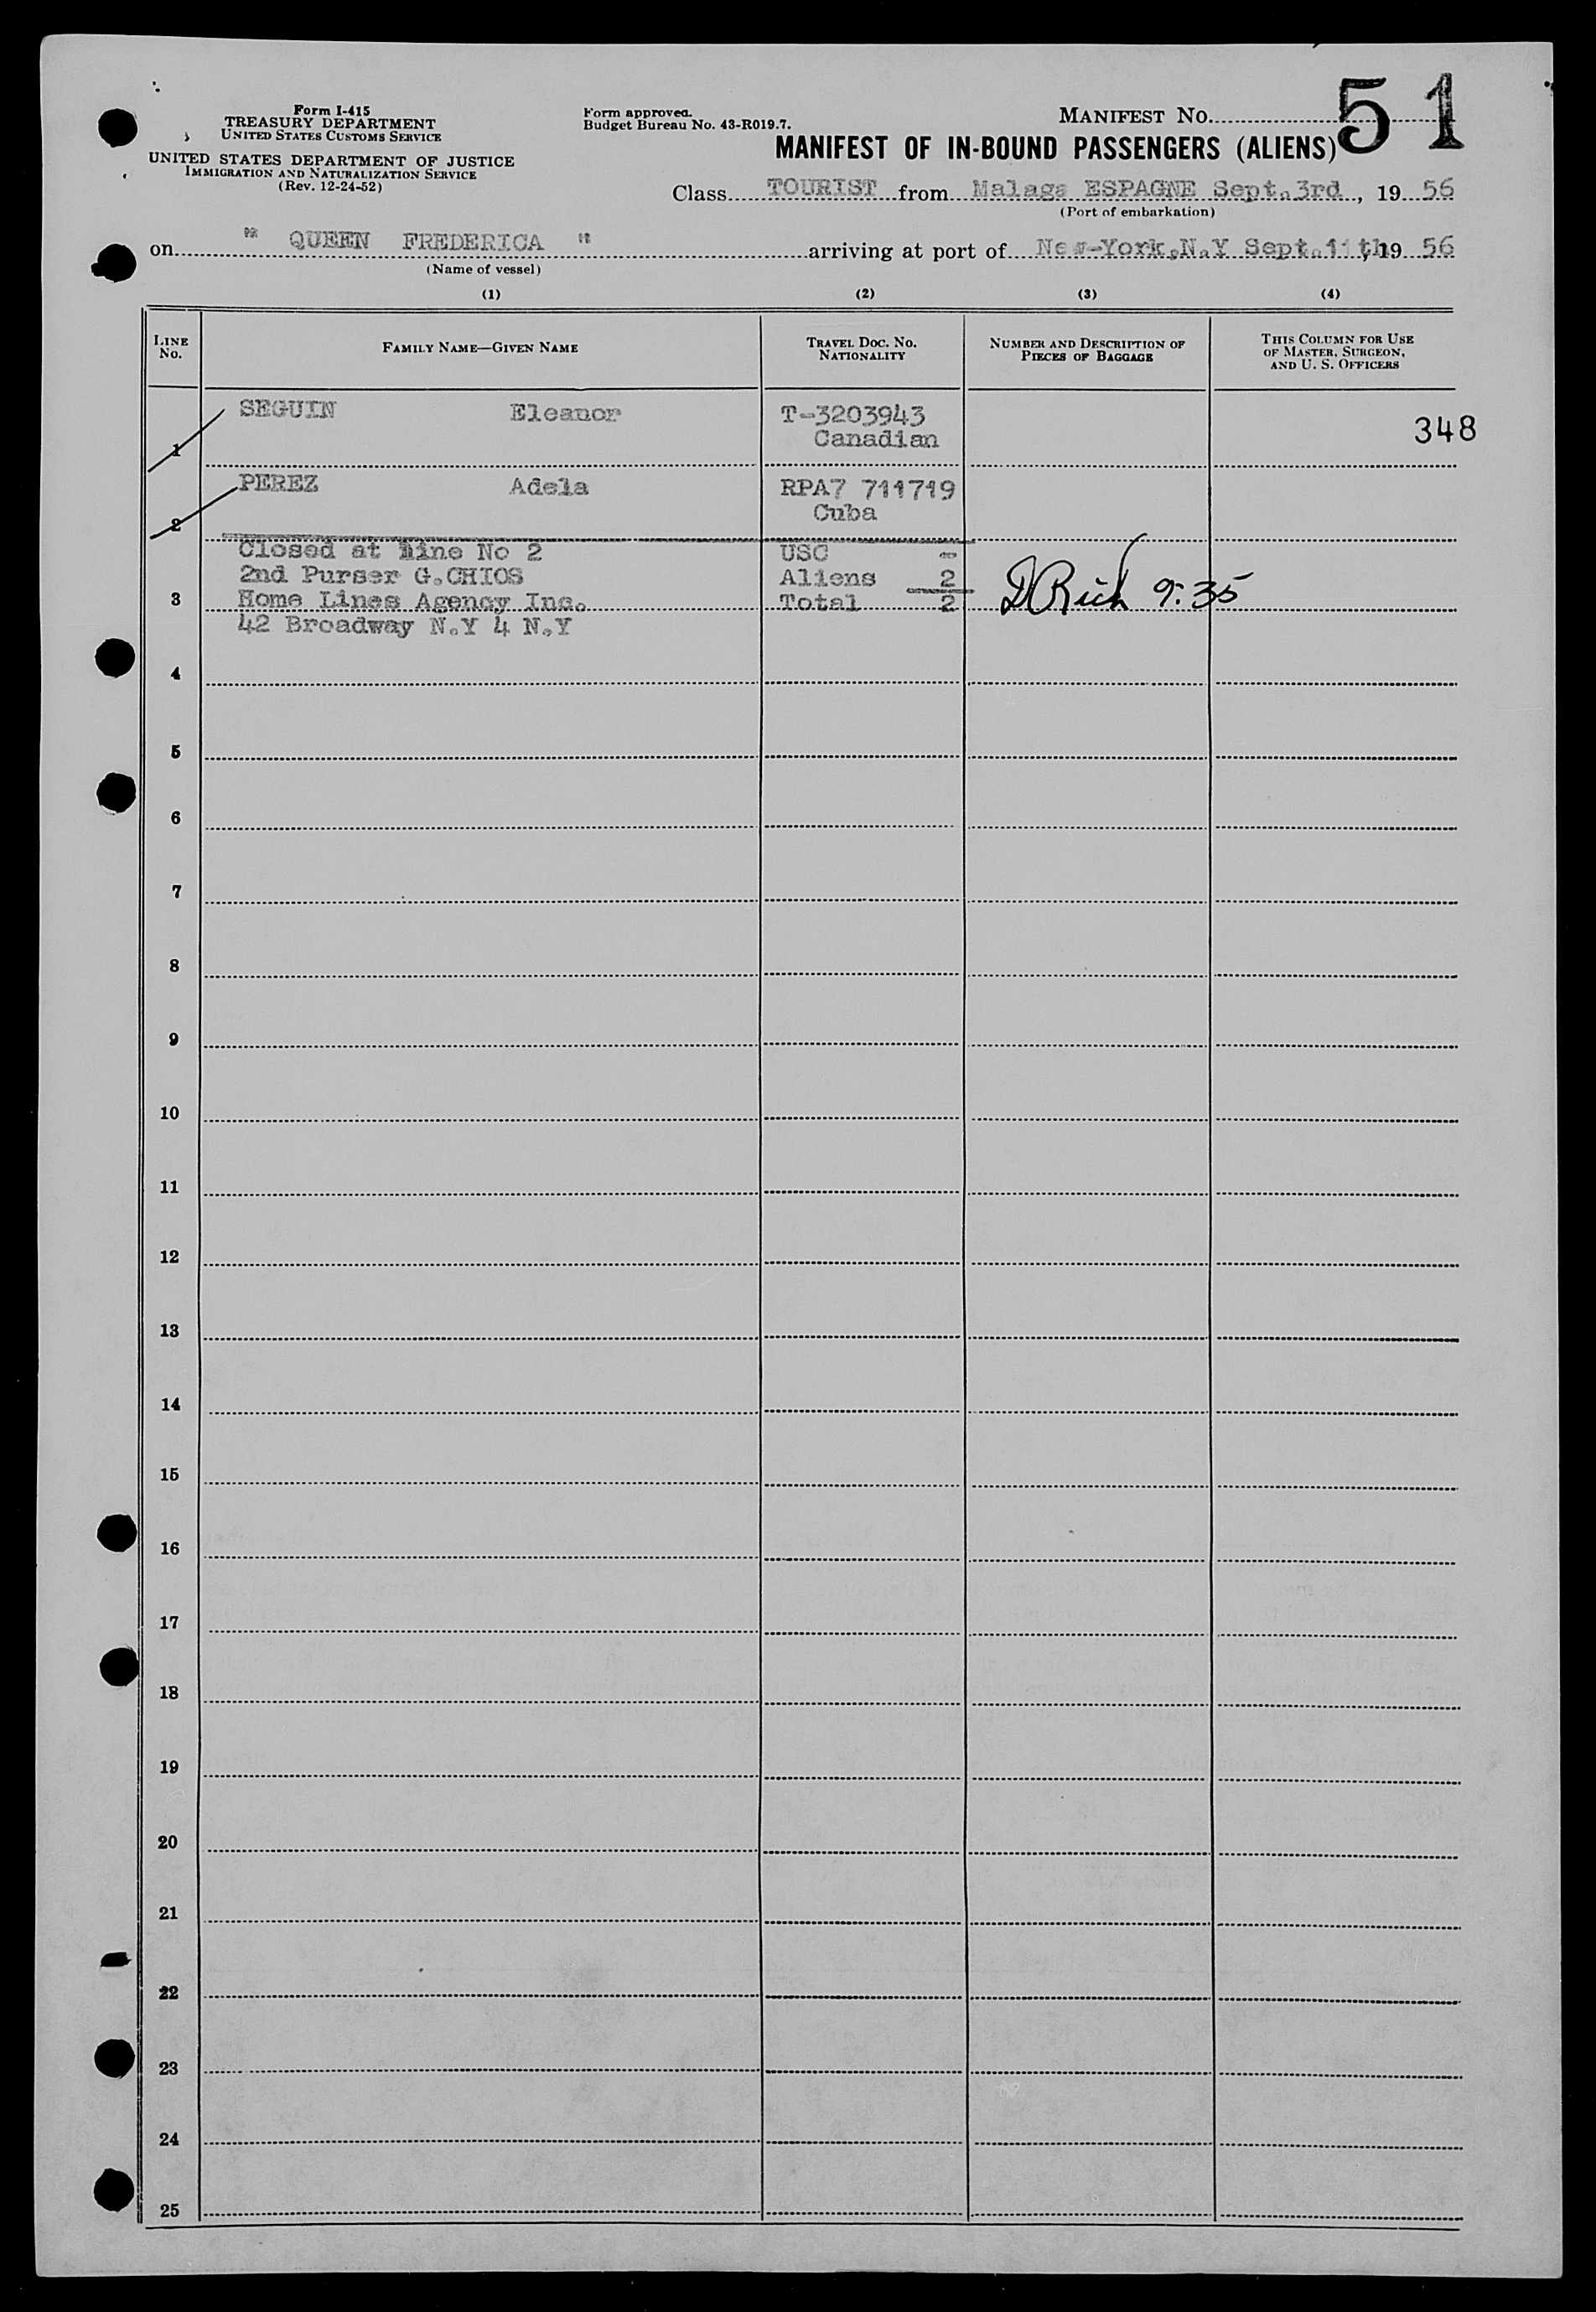 Form I-415
TREASURY DEPARTMENT
UNITED STATES CUSTOMS SERVICE
UNITED STATES DEPARTMENT OF JUSTICE
IMMIGRATION AND NATURALIZATION SERVICE
(Rev. 12-24-52)
Form approved.
Budget Bureau No. 43-R019.7.
MANIFEST NO. 51
MANIFEST OF IN-BOUND PASSENGERS (ALIENS)
Class TOURIST from Malaga ESPAGNE Sept.3rd, 19 56
(Port of embarkation)
on " QUEEN FREDERICA " arriving at port of New-York,N.Y Sept.11th, 19 56
(Name of vessel)
(1) (2) (3) (4)
LINE NO. FAMILY NAME—GIVEN NAME TRAVEL DOC. NO. NATIONALITY NUMBER AND DESCRIPTION OF PIECES OF BAGGAGE THIS COLUMN FOR USE OF MASTER, SURGEON, AND U. S. OFFICERS
1 SEGUIN Eleanor T-3203943 348
Canadian
2 PEREZ Adela RPA7 711719
Cuba
Closed at line No 2 USC -
2nd Purser G.CHIOS Aliens 2
3 Home Lines Agency Inc. Total 2 DRich 9:35
42 Broadway N.Y 4 N.Y
4
5
6
7
8
9
10
11
12
13
14
15
16
17
18
19
20
21
22
23
24
25